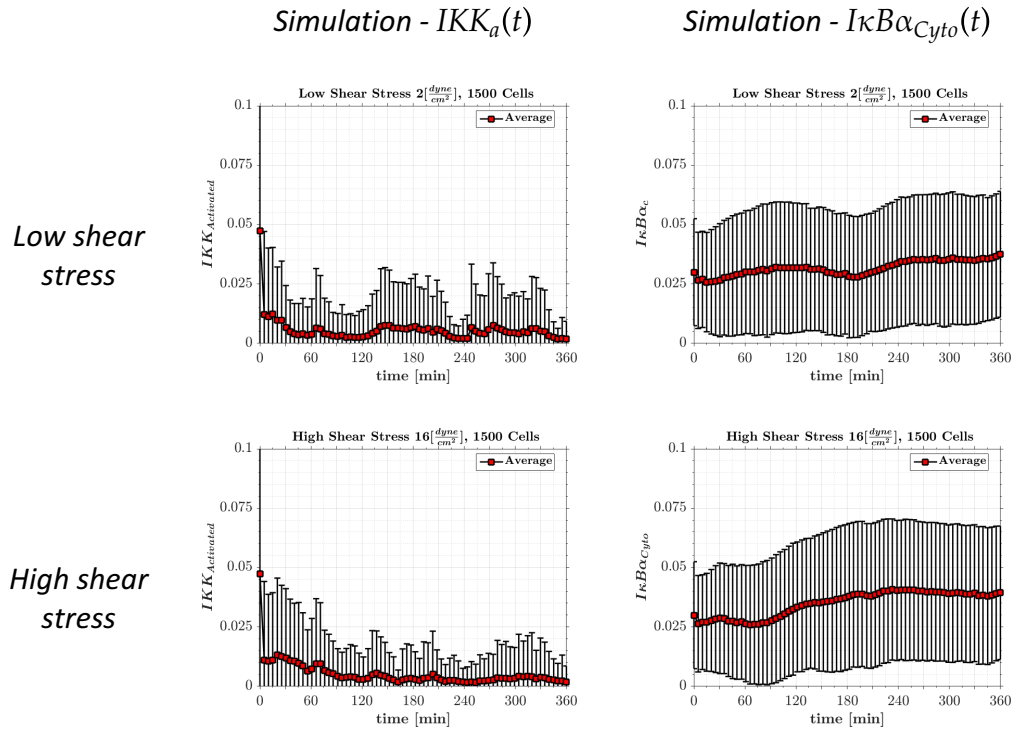 Simulation - IKK_a(t)
Simulation - IκBα_Cyto(t)
Low shear
stress
Low Shear Stress 2[dyne/cm²], 1500 Cells
Average
IKK_Activated
0.1
0.075
0.05
0.025
0
0 60 120 180 240 300 360
time [min]
Low Shear Stress 2[dyne/cm²], 1500 Cells
Average
IκBα_c
0.1
0.075
0.05
0.025
0
0 60 120 180 240 300 360
time [min]
High shear
stress
High Shear Stress 16[dyne/cm²], 1500 Cells
Average
IKK_Activated
0.1
0.075
0.05
0.025
0
0 60 120 180 240 300 360
time [min]
High Shear Stress 16[dyne/cm²], 1500 Cells
Average
IκBα_Cyto
0.1
0.075
0.05
0.025
0
0 60 120 180 240 300 360
time [min]